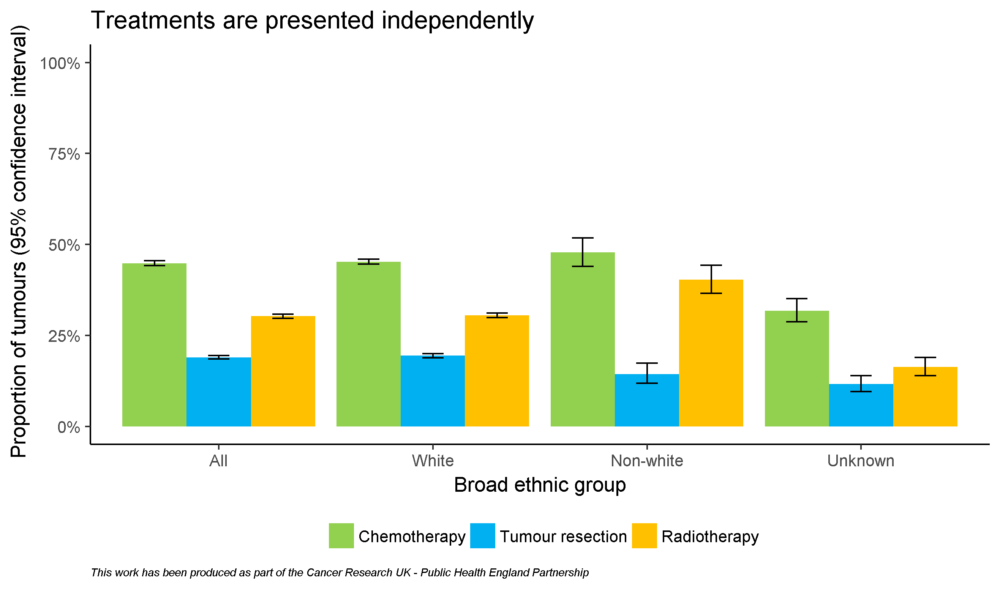 Treatments are presented independently
Proportion of tumours (95% confidence interval)
100%
75%
50%
25%
0%
All
White
Non-white
Unknown
Broad ethnic group
Chemotherapy
Tumour resection
Radiotherapy
This work has been produced as part of the Cancer Research UK - Public Health England Partnership